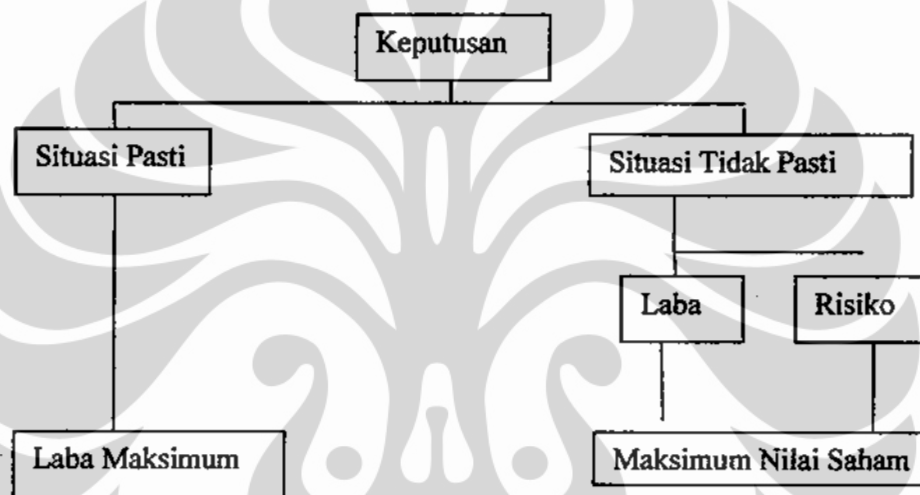 Keputusan
Situasi Pasti
Situasi Tidak Pasti
Laba
Risiko
Laba Maksimum
Maksimum Nilai Saham